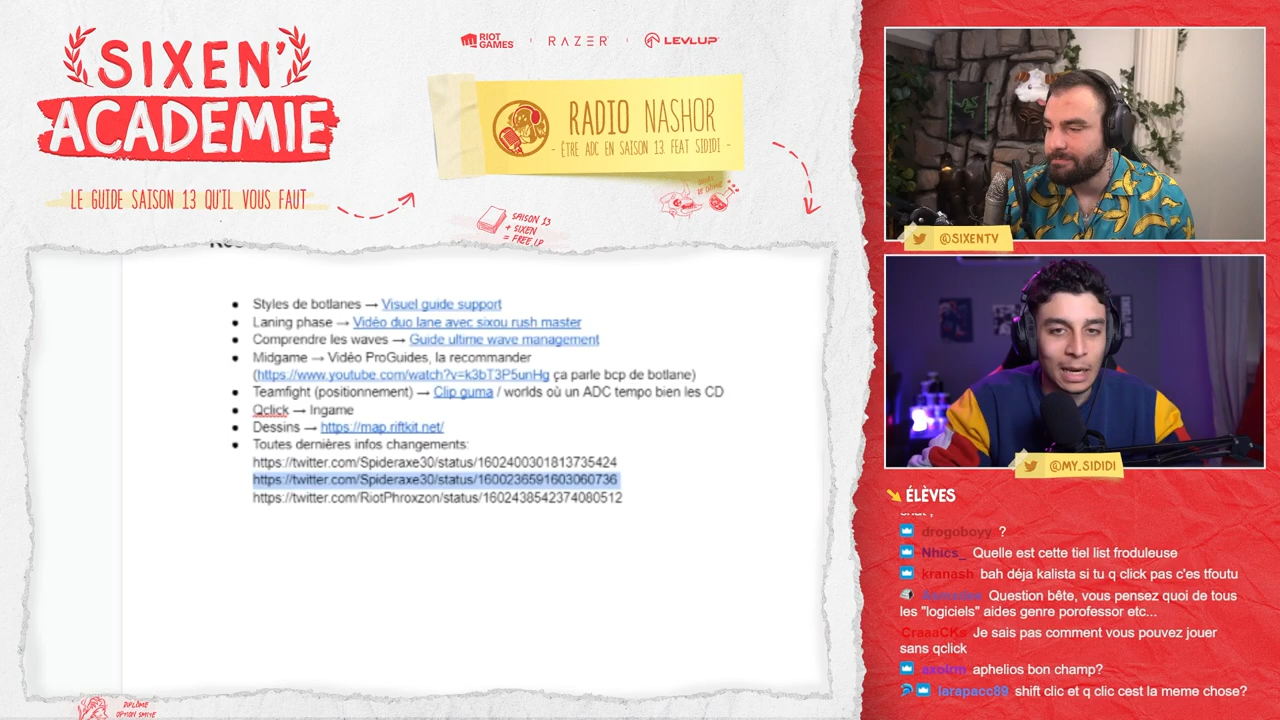 SIXEN'
ACADEMIE
LE GUIDE SAISON 13 QU'IL VOUS FAUT
RIOT GAMES
RAZER
LEVLUP
RADIO NASHOR
- ÊTRE ADC EN SAISON 13. FEAT SIDIDI -
SAISON 13
+ SIXEN
= FREE LP
@SIXENTV
@MY_SIDIDI
● Styles de botlanes → Visuel guide support
● Laning phase → Vidéo duo lane avec sixou rush master
● Comprendre les waves → Guide ultime wave management
● Midgame → Vidéo ProGuides, la recommander
(https://www.youtube.com/watch?v=k3bT3P5unHg ça parle bcp de botlane)
● Teamfight (positionnement) → Clip guma / worlds où un ADC tempo bien les CD
● Qclick → Ingame
● Dessins → https://map.riftkit.net/
● Toutes dernières infos changements:
https://twitter.com/Spideraxe30/status/1602400301813735424
https://twitter.com/Spideraxe30/status/1600236591603060736
https://twitter.com/RiotPhroxzon/status/1602438542374080512
DIPLÔME
OPTION SMITE
ÉLÈVES
drogoboyy ?
Nhics_ Quelle est cette tiel list froduleuse
kranash bah déja kalista si tu q click pas c'es tfoutu
Question bête, vous pensez quoi de tous
les "logiciels" aides genre porofessor etc...
CraaaCKs Je sais pas comment vous pouvez jouer
sans qclick
axolrm aphelios bon champ?
larapacc89 shift clic et q clic cest la meme chose?